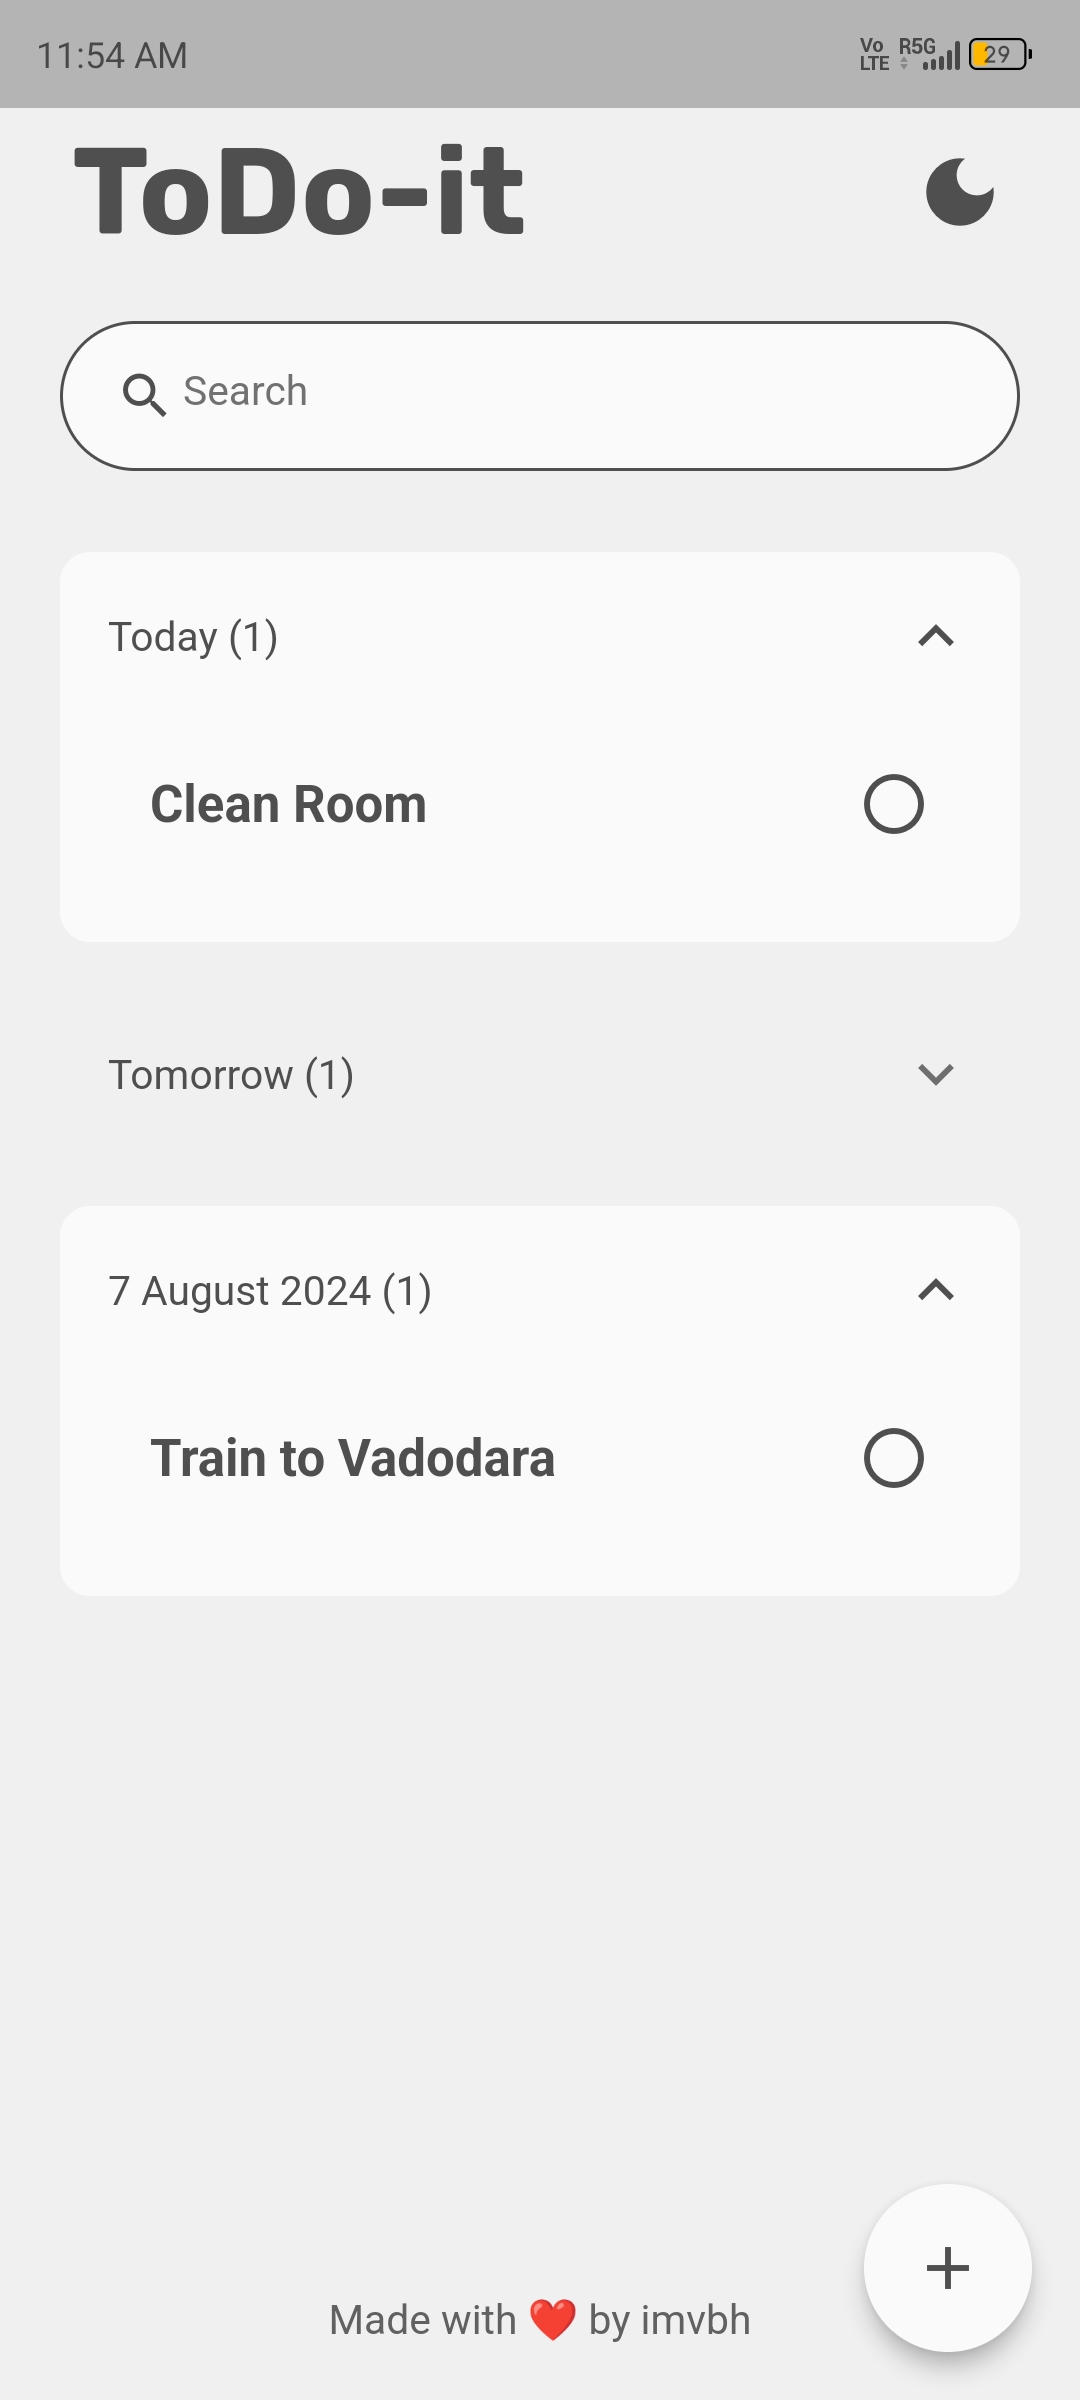 11:54 AM Vo LTE R5G 29
ToDo-it
Search
Today (1)
Clean Room
Tomorrow (1)
7 August 2024 (1)
Train to Vadodara
Made with ❤️ by imvbh